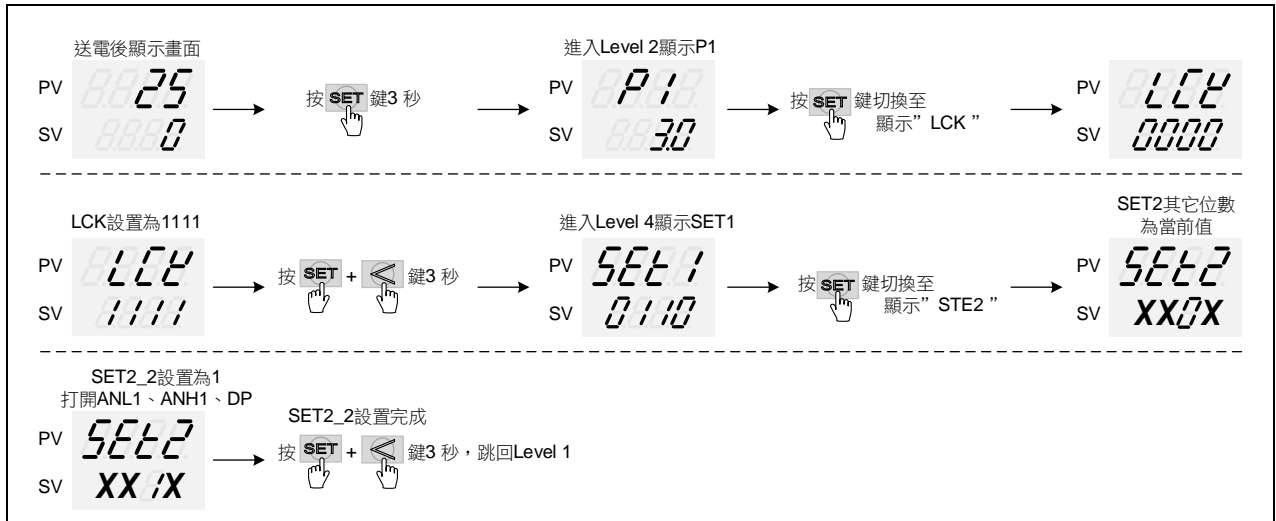 送電後顯示畫面
PV 25
SV 0
按 SET 鍵3 秒
進入Level 2顯示P1
PV P1
SV 3.0
按 SET 鍵切換至
顯示” LCK ”
PV LCK
SV 0000
LCK設置為1111
PV LCK
SV 1111
按 SET + < 鍵3 秒
進入Level 4顯示SET1
PV SEt1
SV 0110
按 SET 鍵切換至
顯示” STE2 ”
SET2其它位數
為當前值
PV SEt2
SV XX0X
SET2_2設置為1
打開ANL1、ANH1、DP
PV SEt2
SV XX1X
SET2_2設置完成
按 SET + < 鍵3 秒，跳回Level 1